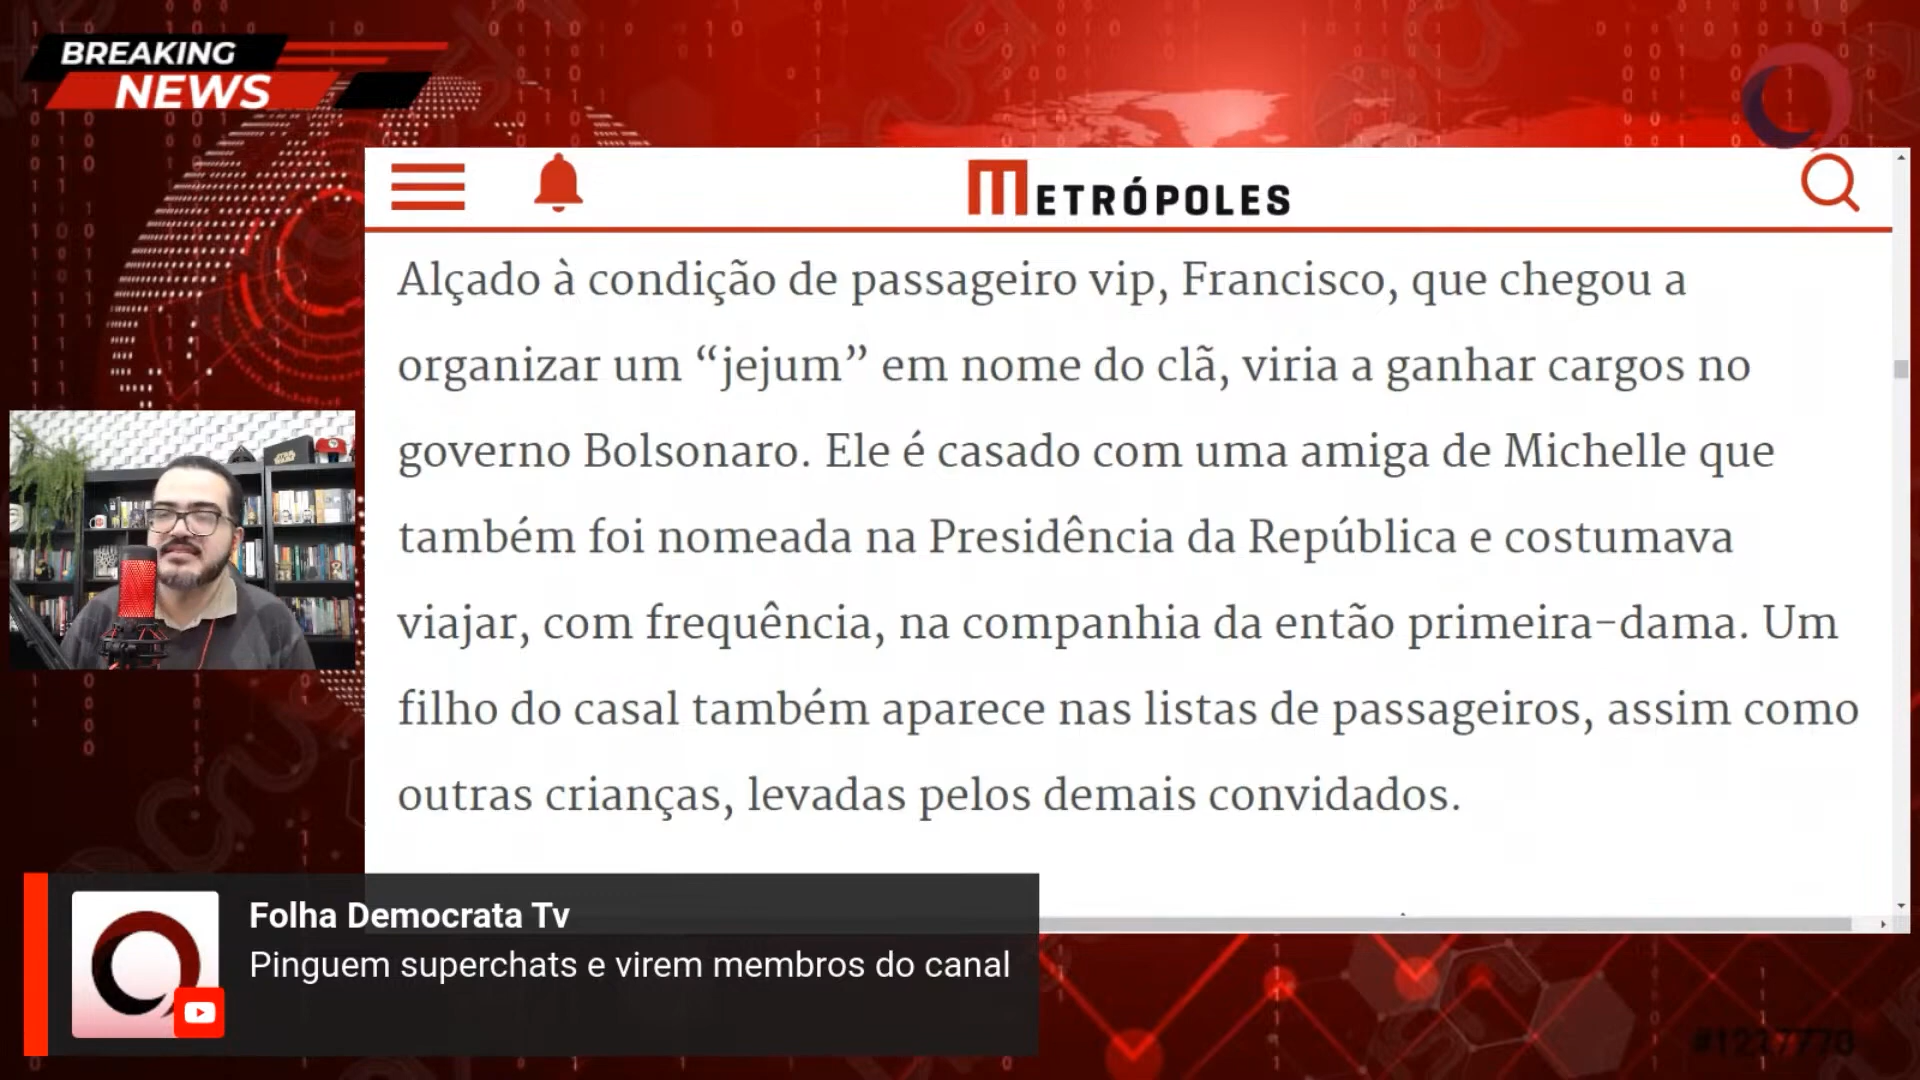 BREAKING
NEWS
METRÓPOLES
Alçado à condição de passageiro vip, Francisco, que chegou a
organizar um “jejum” em nome do clã, viria a ganhar cargos no
governo Bolsonaro. Ele é casado com uma amiga de Michelle que
também foi nomeada na Presidência da República e costumava
viajar, com frequência, na companhia da então primeira-dama. Um
filho do casal também aparece nas listas de passageiros, assim como
outras crianças, levadas pelos demais convidados.
Folha Democrata Tv
Pinguem superchats e virem membros do canal